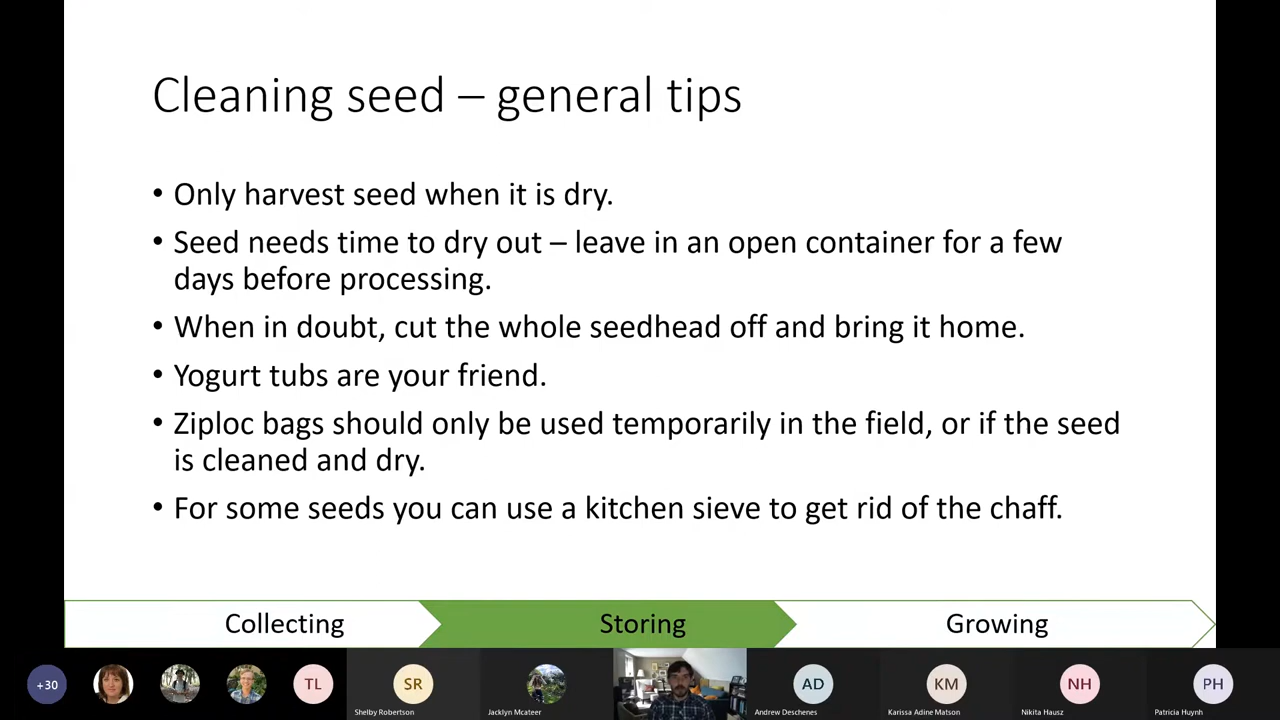 Cleaning seed – general tips
• Only harvest seed when it is dry.
• Seed needs time to dry out – leave in an open container for a few
days before processing.
• When in doubt, cut the whole seedhead off and bring it home.
• Yogurt tubs are your friend.
• Ziploc bags should only be used temporarily in the field, or if the seed
is cleaned and dry.
• For some seeds you can use a kitchen sieve to get rid of the chaff.
Collecting
Storing
Growing
+30
TL
SR
AD
KM
NH
PH
Shelby Robertson
Jacklyn Mcateer
Andrew Deschenes
Karissa Adine Matson
Nikita Hausz
Patricia Huynh